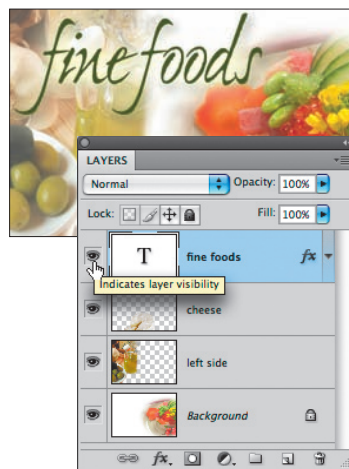 fine foods
LAYERS
Normal Opacity: 100%
Lock: Fill: 100%
T fine foods fx
Indicates layer visibility
cheese
left side
Background
fx